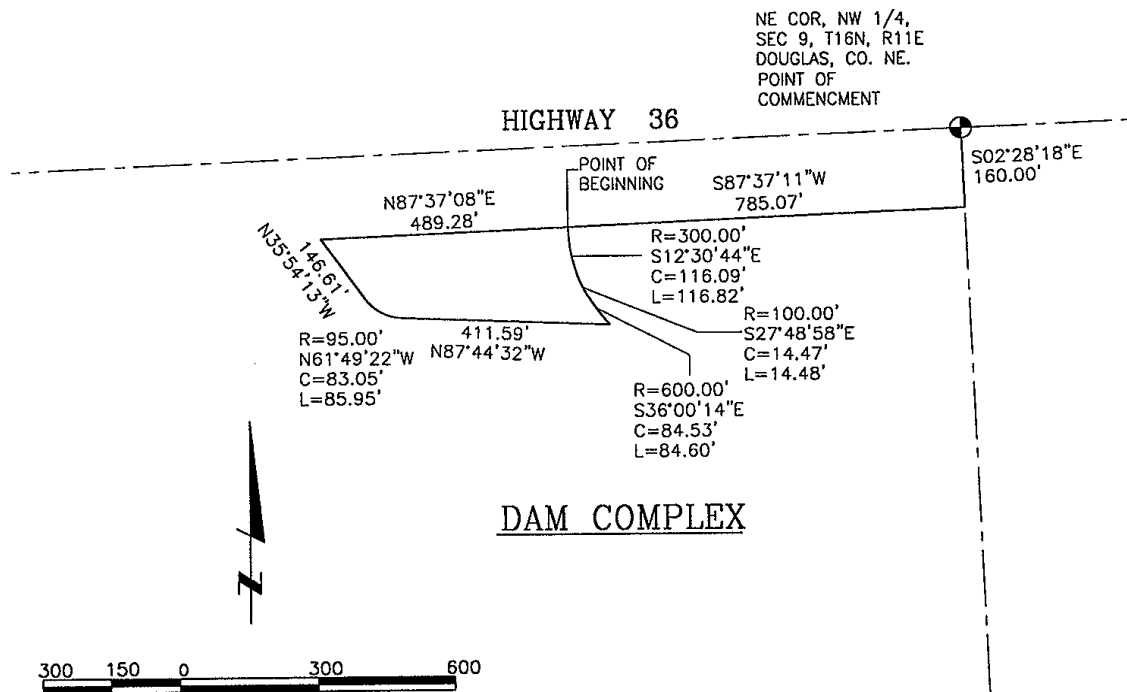 NE COR, NW 1/4,
SEC 9, T16N, R11E
DOUGLAS, CO. NE.
POINT OF
COMMENCMENT
HIGHWAY 36
S02°28'18"E
160.00'
POINT OF
BEGINNING
S87°37'11"W
785.07'
N87°37'08"E
489.28'
146.61'
N35°54'13"W
R=300.00'
S12°30'44"E
C=116.09'
L=116.82'
R=100.00'
S27°48'58"E
C=14.47'
L=14.48'
411.59'
N87°44'32"W
R=95.00'
N61°49'22"W
C=83.05'
L=85.95'
R=600.00'
S36°00'14"E
C=84.53'
L=84.60'
DAM COMPLEX
N
300 150 0 300 600